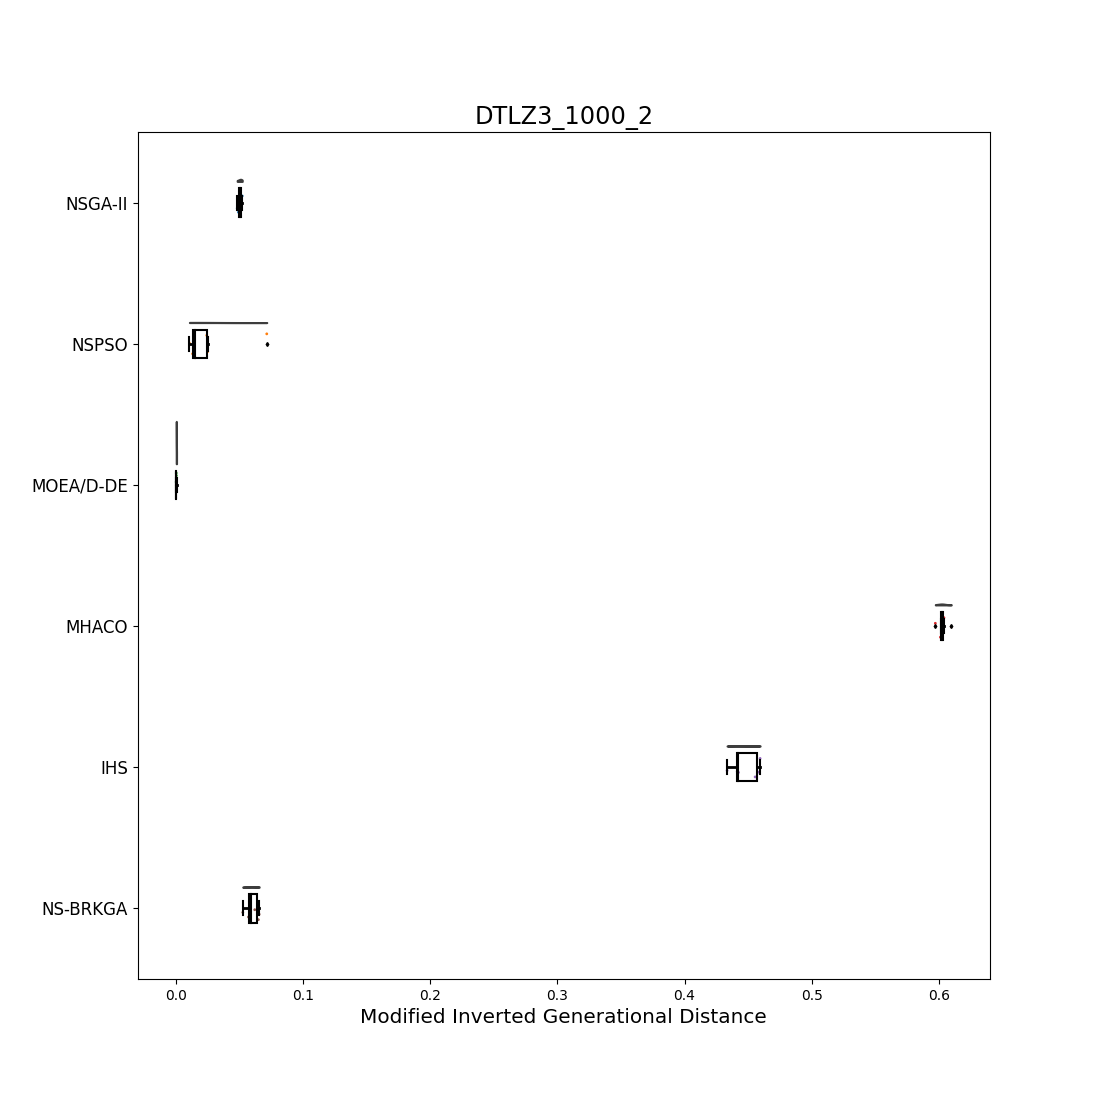 DTLZ3_1000_2
NSGA-II
NSPSO
MOEA/D-DE
MHACO
IHS
NS-BRKGA
0.0 0.1 0.2 0.3 0.4 0.5 0.6
Modified Inverted Generational Distance